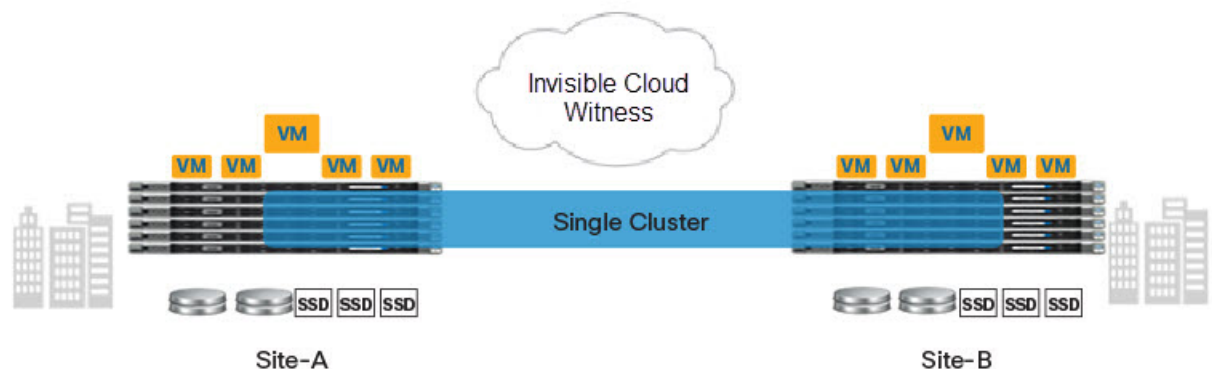 Invisible Cloud
Witness
VM
VM
VM VM VM VM
VM VM VM VM
Single Cluster
SSD SSD SSD
SSD SSD SSD
Site-A
Site-B